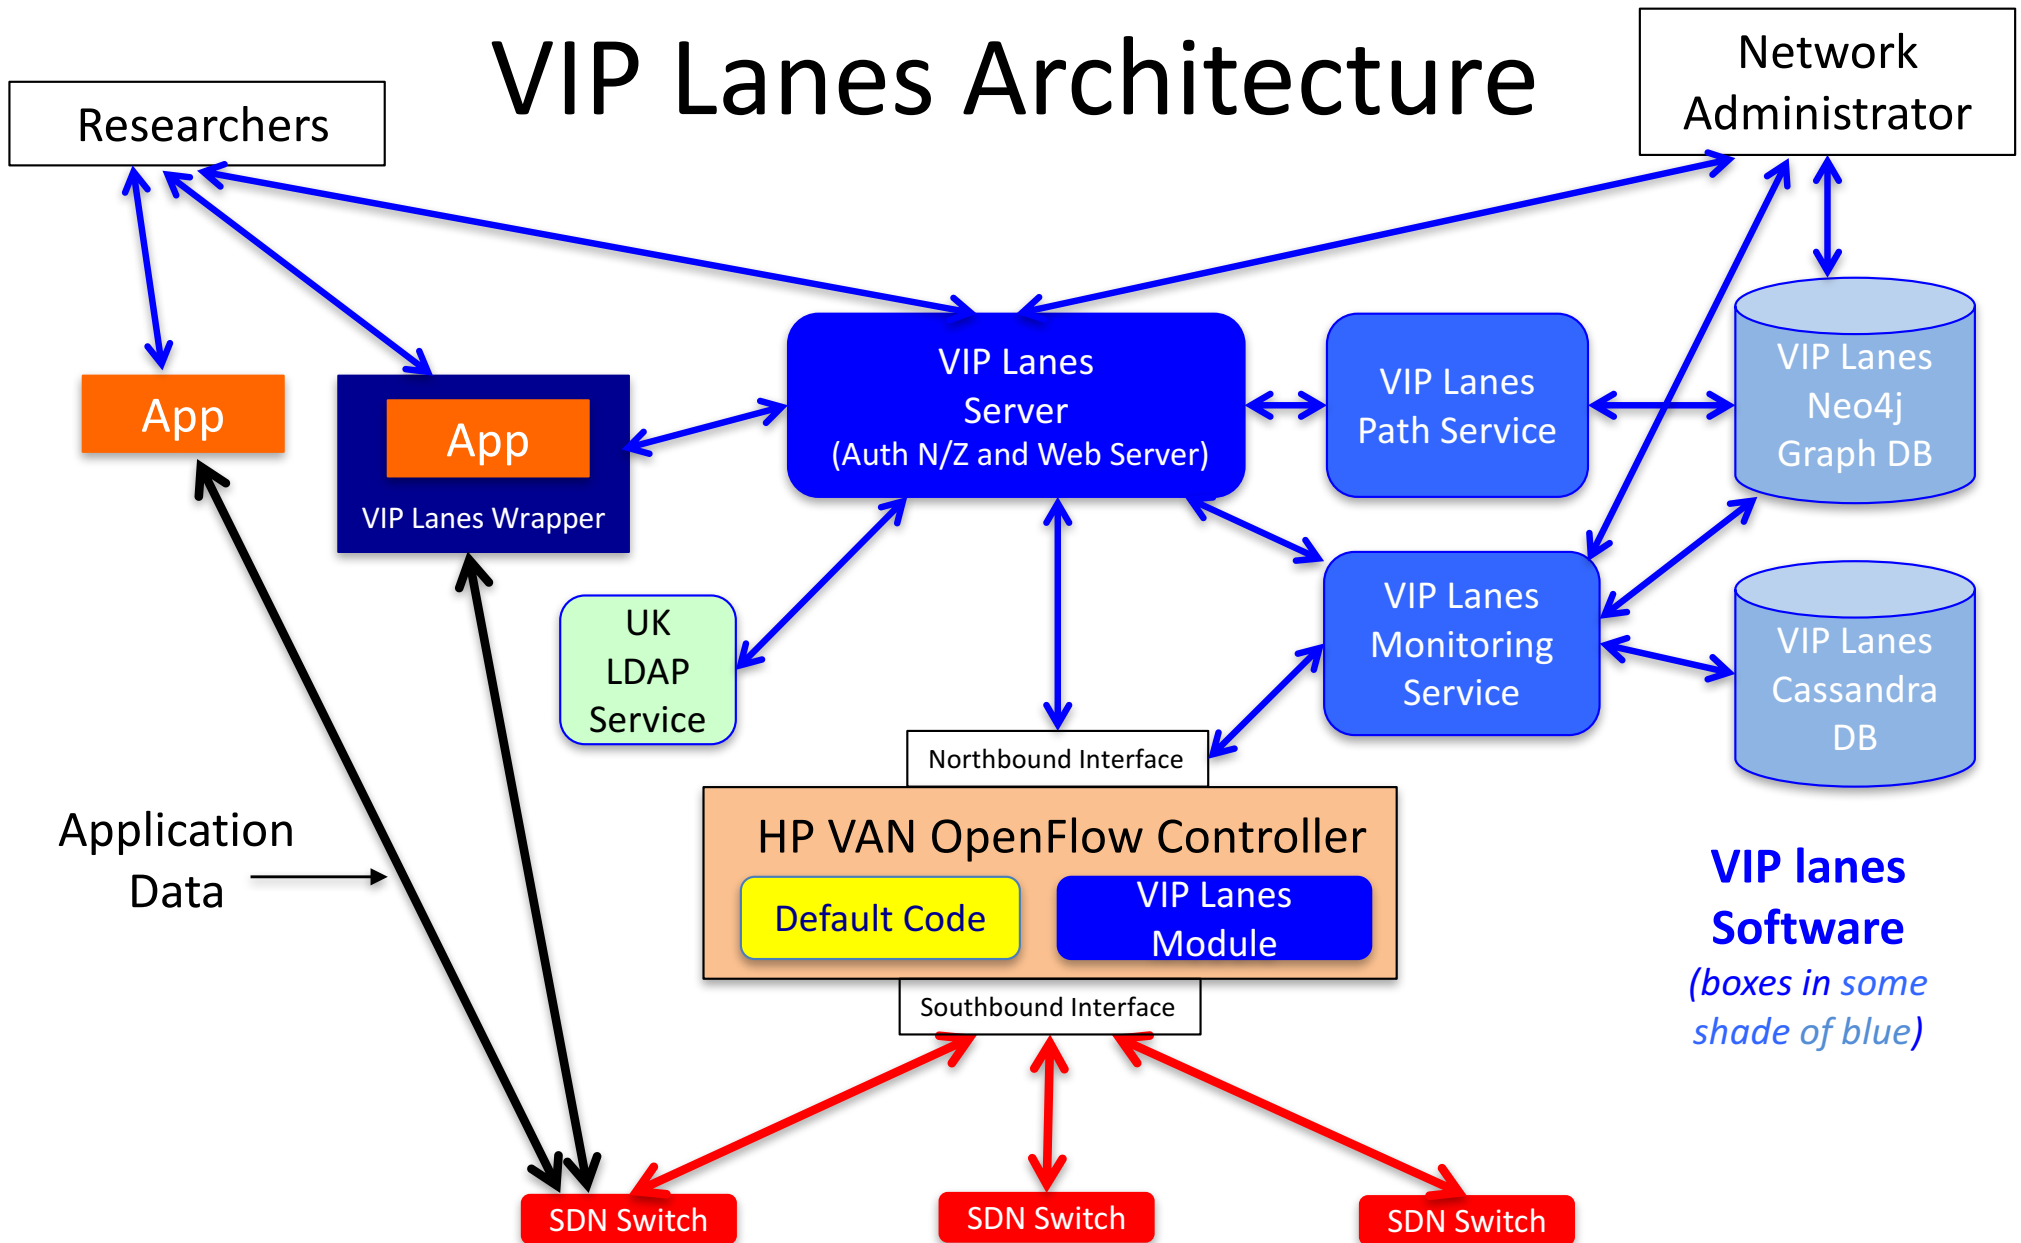 VIP Lanes Architecture
Researchers
Network
Administrator
App
App
VIP Lanes Wrapper
VIP Lanes
Server
(Auth N/Z and Web Server)
VIP Lanes
Path Service
VIP Lanes
Neo4j
Graph DB
UK
LDAP
Service
VIP Lanes
Monitoring
Service
VIP Lanes
Cassandra
DB
Northbound Interface
HP VAN OpenFlow Controller
Default Code
VIP Lanes
Module
Southbound Interface
Application
Data
VIP lanes
Software
(boxes in some
shade of blue)
SDN Switch
SDN Switch
SDN Switch